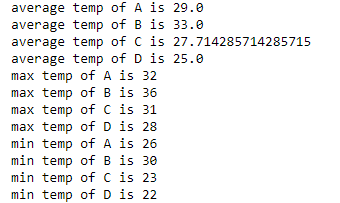 average temp of A is 29.0
average temp of B is 33.0
average temp of C is 27.714285714285715
average temp of D is 25.0
max temp of A is 32
max temp of B is 36
max temp of C is 31
max temp of D is 28
min temp of A is 26
min temp of B is 30
min temp of C is 23
min temp of D is 22